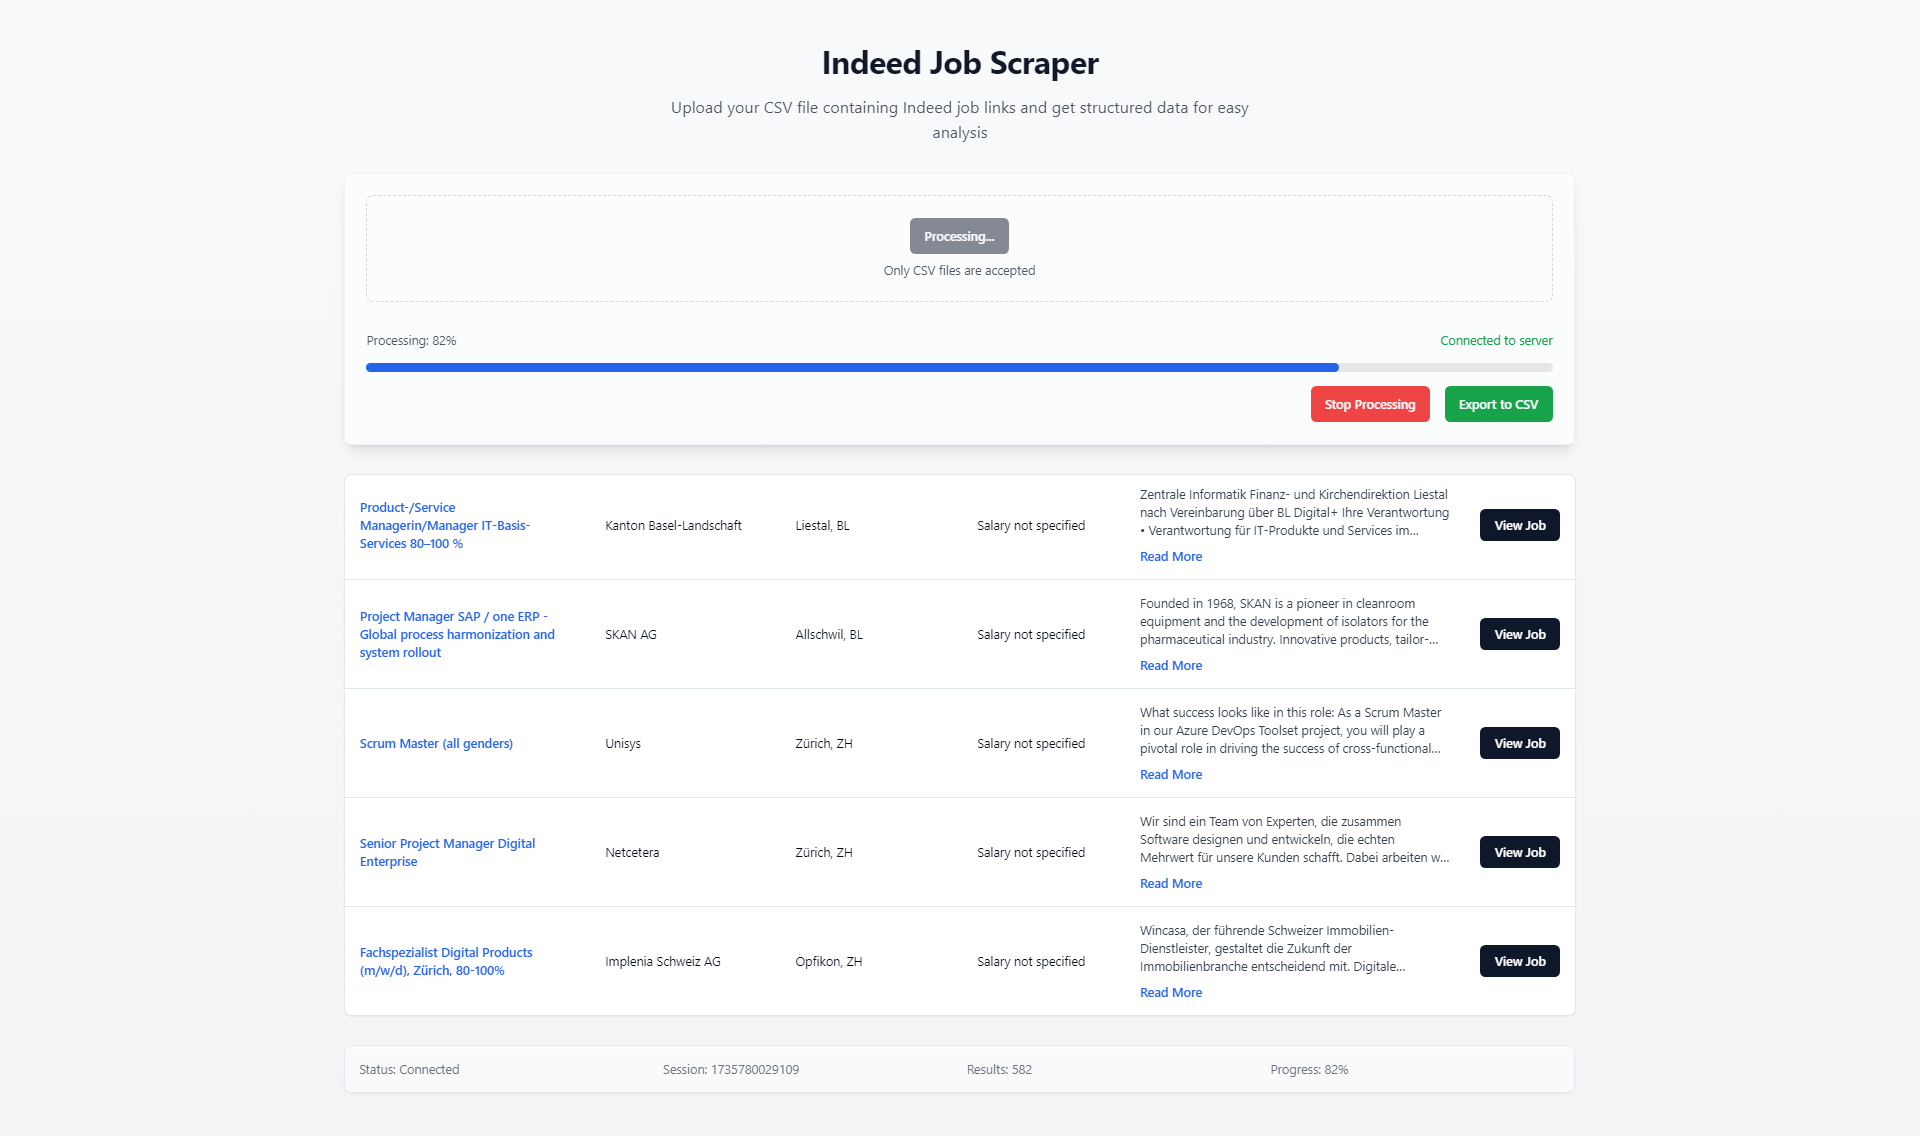 Indeed Job Scraper
Upload your CSV file containing Indeed job links and get structured data for easy
analysis
Processing...
Only CSV files are accepted
Processing: 82%
Connected to server
Stop Processing
Export to CSV
Product-/Service
Managerin/Manager IT-Basis-
Services 80–100 %
Kanton Basel-Landschaft
Liestal, BL
Salary not specified
Zentrale Informatik Finanz- und Kirchendirektion Liestal
nach Vereinbarung über BL Digital+ Ihre Verantwortung
• Verantwortung für IT-Produkte und Services im...
Read More
View Job
Project Manager SAP / one ERP -
Global process harmonization and
system rollout
SKAN AG
Allschwil, BL
Salary not specified
Founded in 1968, SKAN is a pioneer in cleanroom
equipment and the development of isolators for the
pharmaceutical industry. Innovative products, tailor-...
Read More
View Job
Scrum Master (all genders)
Unisys
Zürich, ZH
Salary not specified
What success looks like in this role: As a Scrum Master
in our Azure DevOps Toolset project, you will play a
pivotal role in driving the success of cross-functional...
Read More
View Job
Senior Project Manager Digital
Enterprise
Netcetera
Zürich, ZH
Salary not specified
Wir sind ein Team von Experten, die zusammen
Software designen und entwickeln, die echten
Mehrwert für unsere Kunden schafft. Dabei arbeiten w...
Read More
View Job
Fachspezialist Digital Products
(m/w/d), Zürich, 80-100%
Implenia Schweiz AG
Opfikon, ZH
Salary not specified
Wincasa, der führende Schweizer Immobilien-
Dienstleister, gestaltet die Zukunft der
Immobilienbranche entscheidend mit. Digitale...
Read More
View Job
Status: Connected
Session: 1735780029109
Results: 582
Progress: 82%